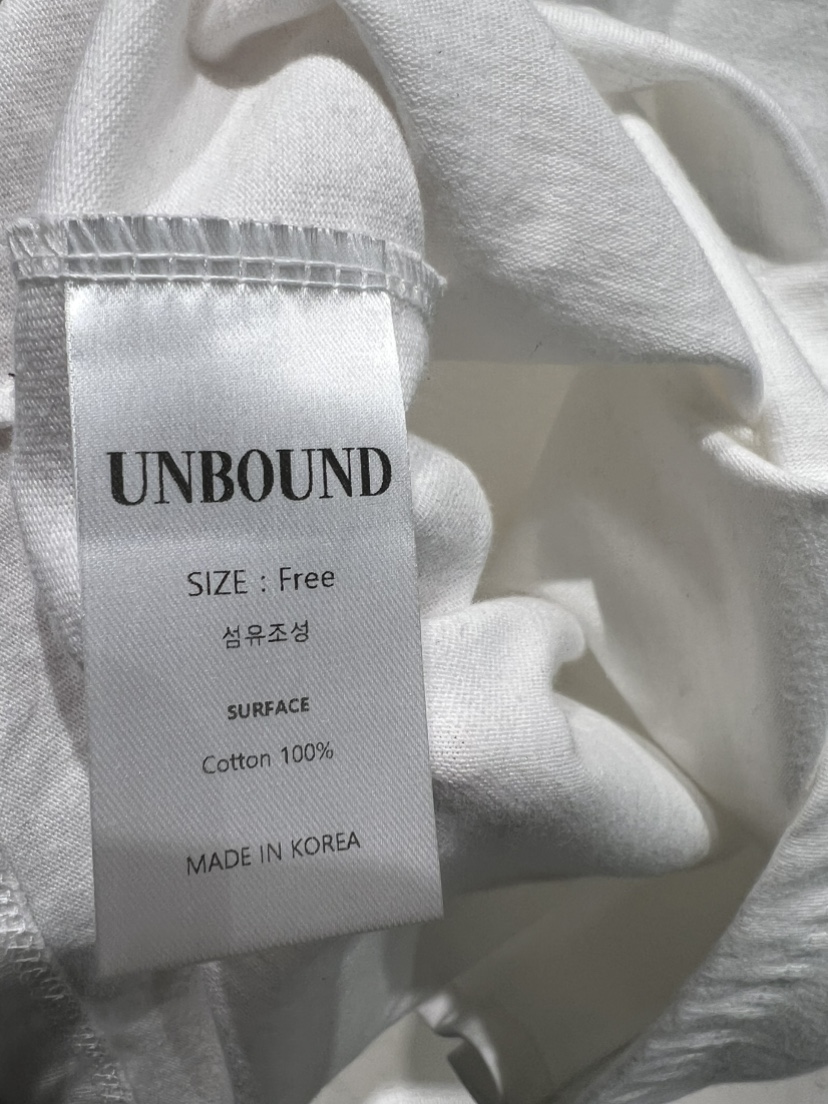 UNBOUND
SIZE : Free
섬유조성
SURFACE
Cotton 100%
MADE IN KOREA